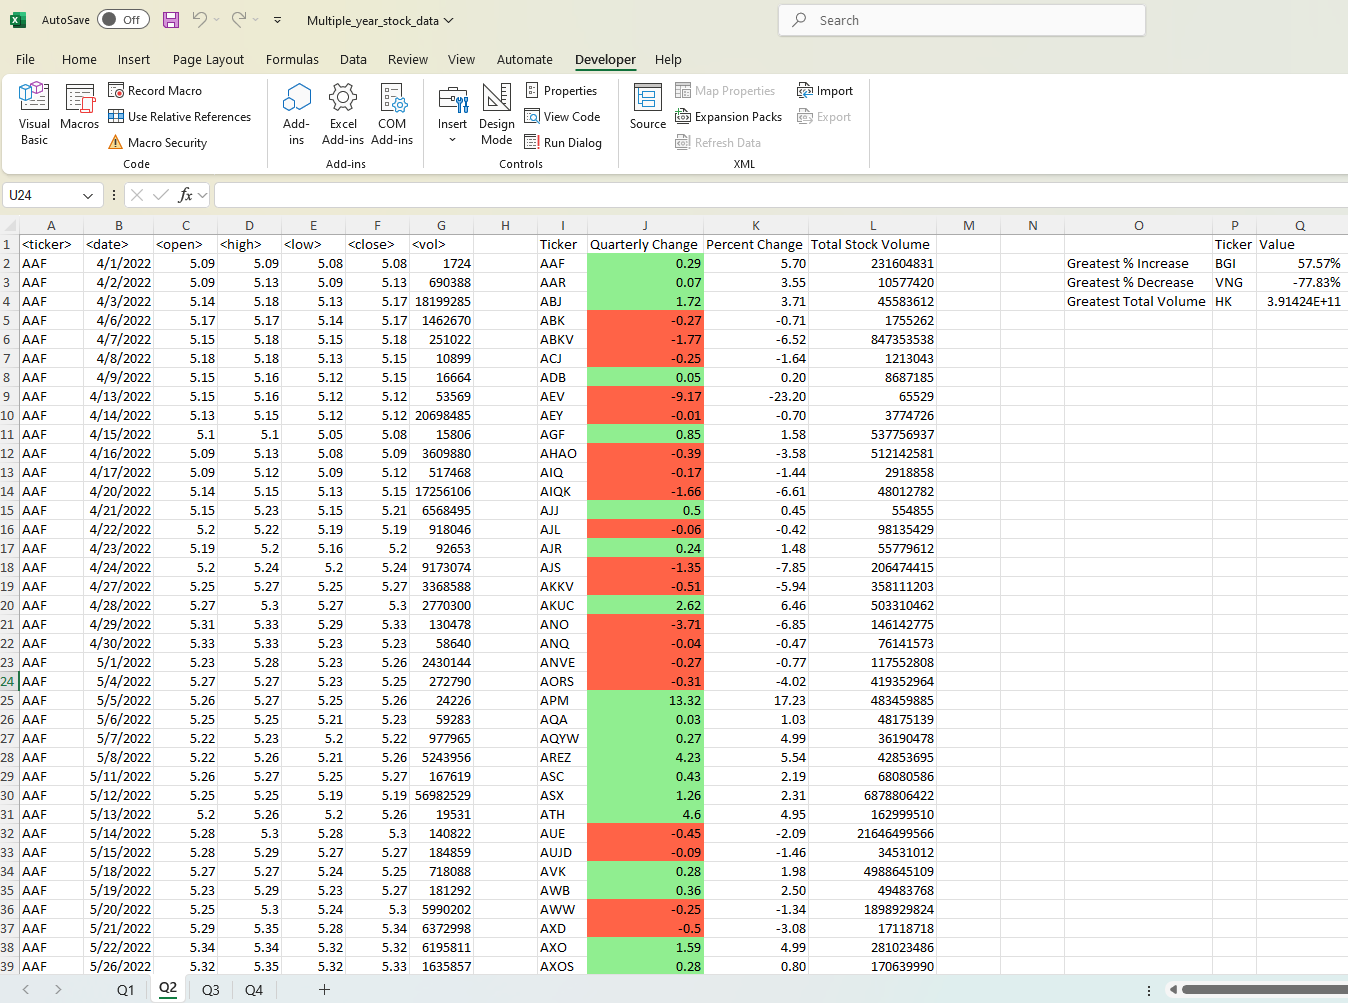 AutoSave Off Multiple_year_stock_data Search
File Home Insert Page Layout Formulas Data Review View Automate Developer Help
Visual Basic
Macros
Record Macro
Use Relative References
Macro Security
Code
Add-ins
Excel Add-ins
COM Add-ins
Add-ins
Insert
Design Mode
Properties
View Code
Run Dialog
Controls
Source
Map Properties
Expansion Packs
Refresh Data
Import
Export
XML
U24 fx
A B C D E F G H I J K L M N O P Q
1 <ticker> <date> <open> <high> <low> <close> <vol> Ticker Quarterly Change Percent Change Total Stock Volume Ticker Value
2 AAF 4/1/2022 5.09 5.09 5.08 5.08 1724 AAF 0.29 5.70 231604831 Greatest % Increase BGI 57.57%
3 AAF 4/2/2022 5.09 5.13 5.09 5.13 690388 AAR 0.07 3.55 10577420 Greatest % Decrease VNG -77.83%
4 AAF 4/3/2022 5.14 5.18 5.13 5.17 18199285 ABJ 1.72 3.71 45583612 Greatest Total Volume HK 3.91424E+11
5 AAF 4/6/2022 5.17 5.17 5.14 5.17 1462670 ABK -0.27 -0.71 1755262
6 AAF 4/7/2022 5.15 5.18 5.15 5.18 251022 ABKV -1.77 -6.52 847353538
7 AAF 4/8/2022 5.18 5.18 5.13 5.15 10899 ACJ -0.25 -1.64 1213043
8 AAF 4/9/2022 5.15 5.16 5.12 5.15 16664 ADB 0.05 0.20 8687185
9 AAF 4/13/2022 5.15 5.16 5.12 5.12 53569 AEV -9.17 -23.20 65529
10 AAF 4/14/2022 5.13 5.15 5.12 5.12 20698485 AEY -0.01 -0.70 3774726
11 AAF 4/15/2022 5.1 5.1 5.05 5.08 15806 AGF 0.85 1.58 537756937
12 AAF 4/16/2022 5.09 5.13 5.08 5.09 3609880 AHAO -0.39 -3.58 512142581
13 AAF 4/17/2022 5.09 5.12 5.09 5.12 517468 AIQ -0.17 -1.44 2918858
14 AAF 4/20/2022 5.14 5.15 5.13 5.15 17256106 AIQK -1.66 -6.61 48012782
15 AAF 4/21/2022 5.15 5.23 5.15 5.21 6568495 AJJ 0.5 0.45 554855
16 AAF 4/22/2022 5.2 5.22 5.19 5.19 918046 AJL -0.06 -0.42 98135429
17 AAF 4/23/2022 5.19 5.2 5.16 5.2 92653 AJR 0.24 1.48 55779612
18 AAF 4/24/2022 5.2 5.24 5.2 5.24 9173074 AJS -1.35 -7.85 206474415
19 AAF 4/27/2022 5.25 5.27 5.25 5.27 3368588 AKKV -0.51 -5.94 358111203
20 AAF 4/28/2022 5.27 5.3 5.27 5.3 2770300 AKUC 2.62 6.46 503310462
21 AAF 4/29/2022 5.31 5.33 5.29 5.33 130478 ANO -3.71 -6.85 146142775
22 AAF 4/30/2022 5.33 5.33 5.23 5.23 58640 ANQ -0.04 -0.47 76141573
23 AAF 5/1/2022 5.23 5.28 5.23 5.26 2430144 ANVE -0.27 -0.77 117552808
24 AAF 5/4/2022 5.27 5.27 5.23 5.25 272790 AORS -0.31 -4.02 419352964
25 AAF 5/5/2022 5.26 5.27 5.25 5.26 24226 APM 13.32 17.23 483459885
26 AAF 5/6/2022 5.25 5.25 5.21 5.23 59283 AQA 0.03 1.03 48175139
27 AAF 5/7/2022 5.22 5.23 5.2 5.22 977965 AQYW 0.27 4.99 36190478
28 AAF 5/8/2022 5.22 5.26 5.21 5.26 5243956 AREZ 4.23 5.54 42853695
29 AAF 5/11/2022 5.26 5.27 5.25 5.27 167619 ASC 0.43 2.19 68080586
30 AAF 5/12/2022 5.25 5.25 5.19 5.19 56982529 ASX 1.26 2.31 6878806422
31 AAF 5/13/2022 5.2 5.26 5.2 5.26 19531 ATH 4.6 4.95 162999510
32 AAF 5/14/2022 5.28 5.3 5.28 5.3 140822 AUE -0.45 -2.09 21646499566
33 AAF 5/15/2022 5.28 5.29 5.27 5.27 184859 AUJD -0.09 -1.46 34531012
34 AAF 5/18/2022 5.27 5.27 5.24 5.25 718088 AVK 0.28 1.98 4988645109
35 AAF 5/19/2022 5.23 5.29 5.23 5.27 181292 AWB 0.36 2.50 49483768
36 AAF 5/20/2022 5.25 5.3 5.24 5.3 5990202 AWW -0.25 -1.34 1898929824
37 AAF 5/21/2022 5.29 5.35 5.28 5.34 6372998 AXD -0.5 -3.08 17118718
38 AAF 5/22/2022 5.34 5.34 5.32 5.32 6195811 AXO 1.59 4.99 281023486
39 AAF 5/26/2022 5.32 5.35 5.32 5.33 1635857 AXOS 0.28 0.80 170639990
Q1 Q2 Q3 Q4